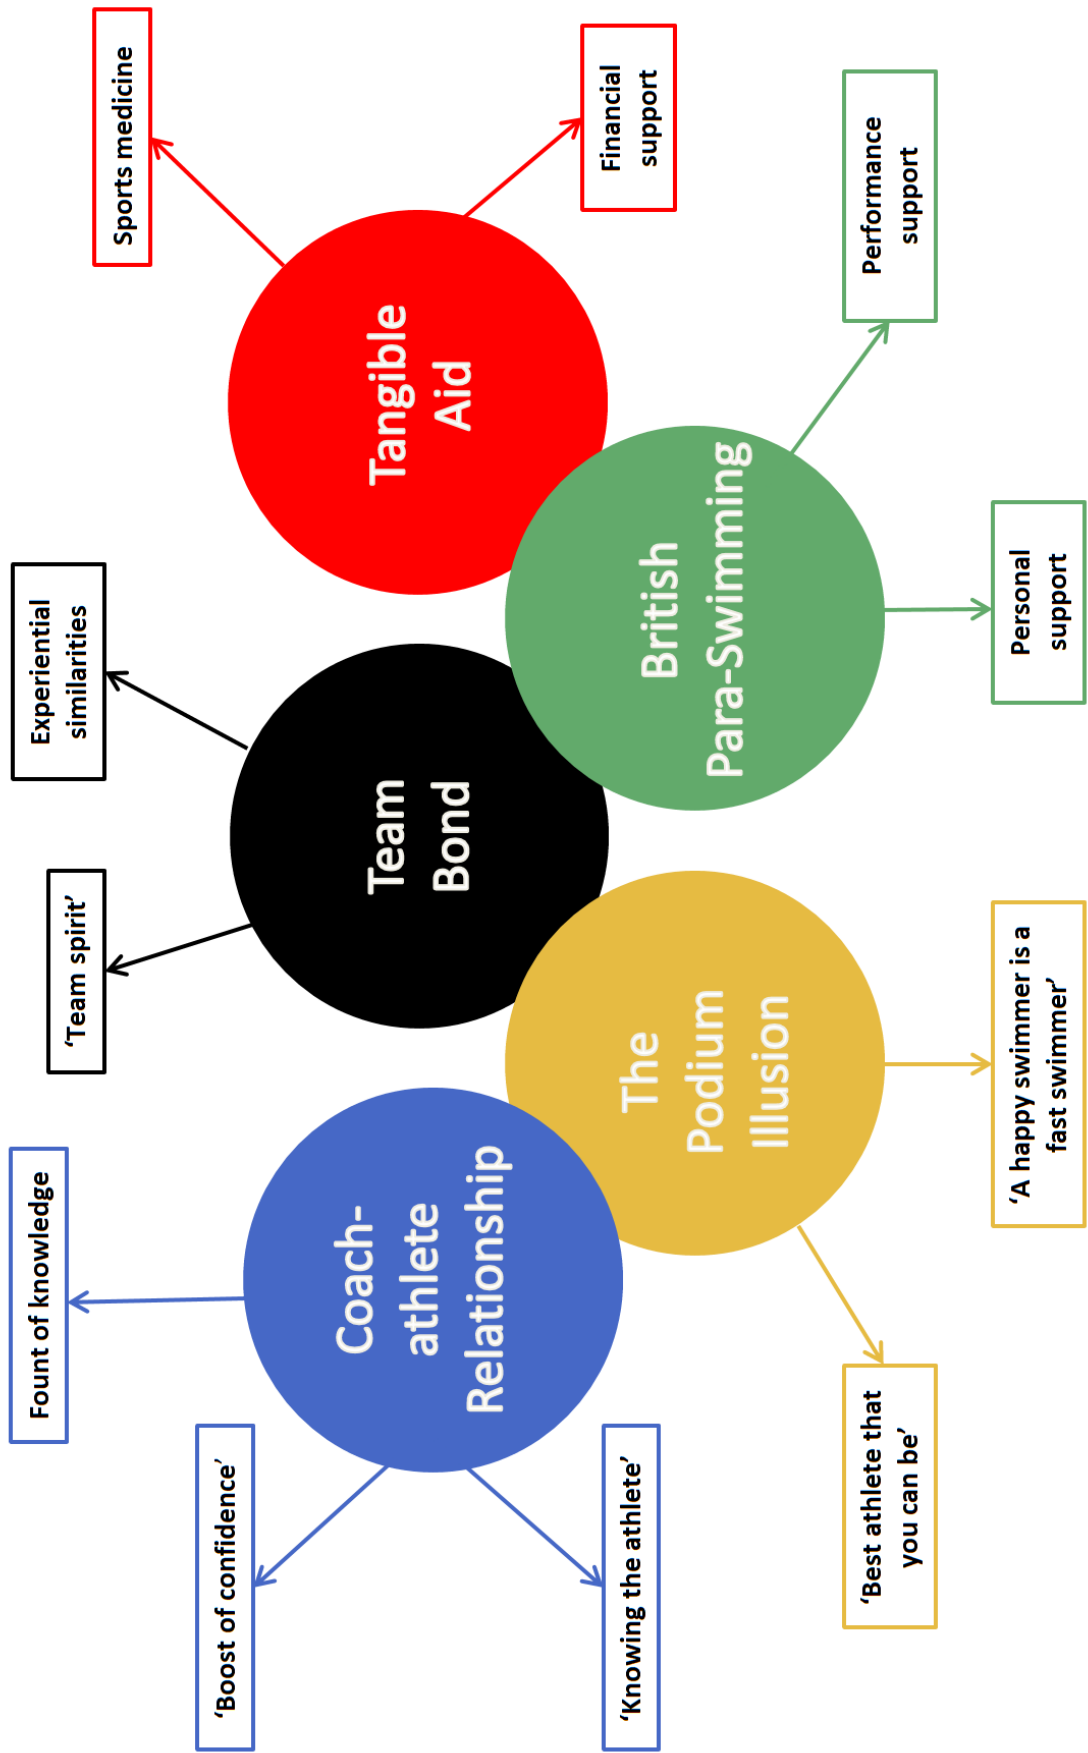 Fount of knowledge
'Boost of confidence'
'Knowing the athlete'
Coach-
athlete
Relationship
'Team spirit'
Experiential
similarities
Team
Bond
Sports medicine
Financial
support
Tangible
Aid
The
Podium
Illusion
'Best athlete that
you can be'
'A happy swimmer is a
fast swimmer'
British
Para-Swimming
Personal
support
Performance
support